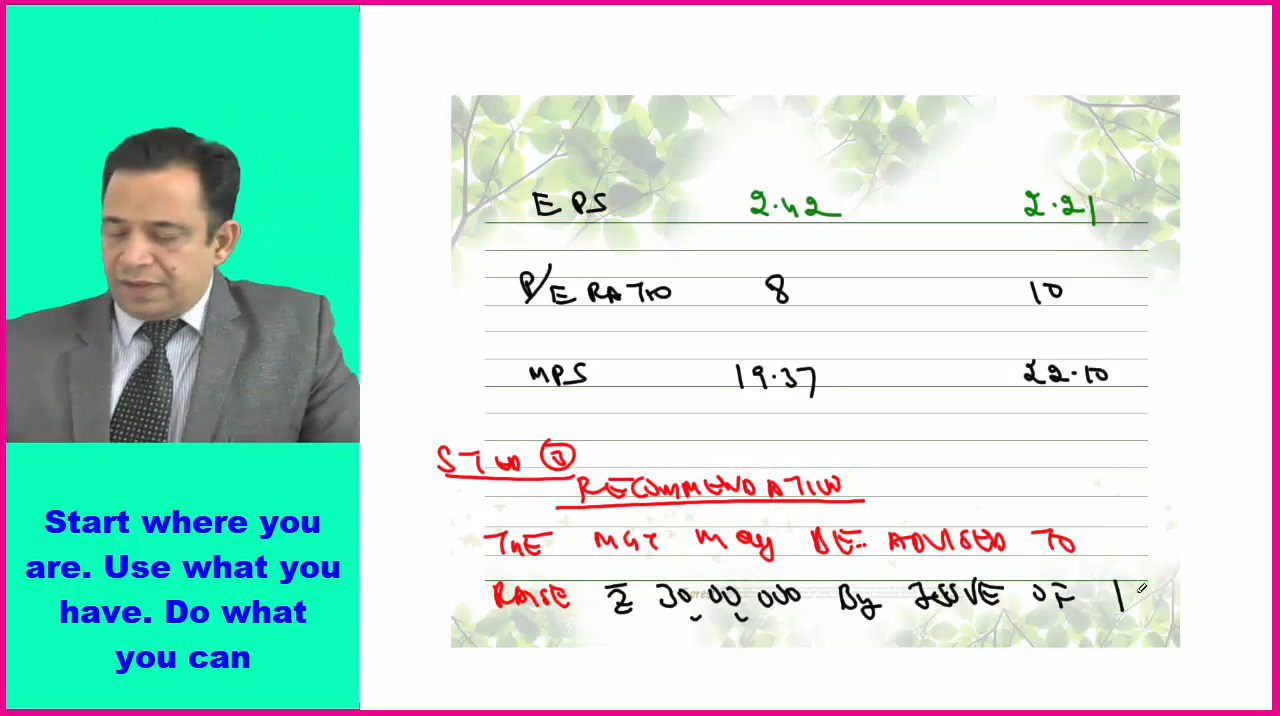 Start where you
are. Use what you
have. Do what
you can
EPS 2.42 2.21
P/E RATIO 8 10
MPS 19.37 22.10
STEP 3
RECOMMENDATION
THE MGT MAY BE ADVISED TO
RAISE ₹ 30,00,000 By ISSUE OF 1